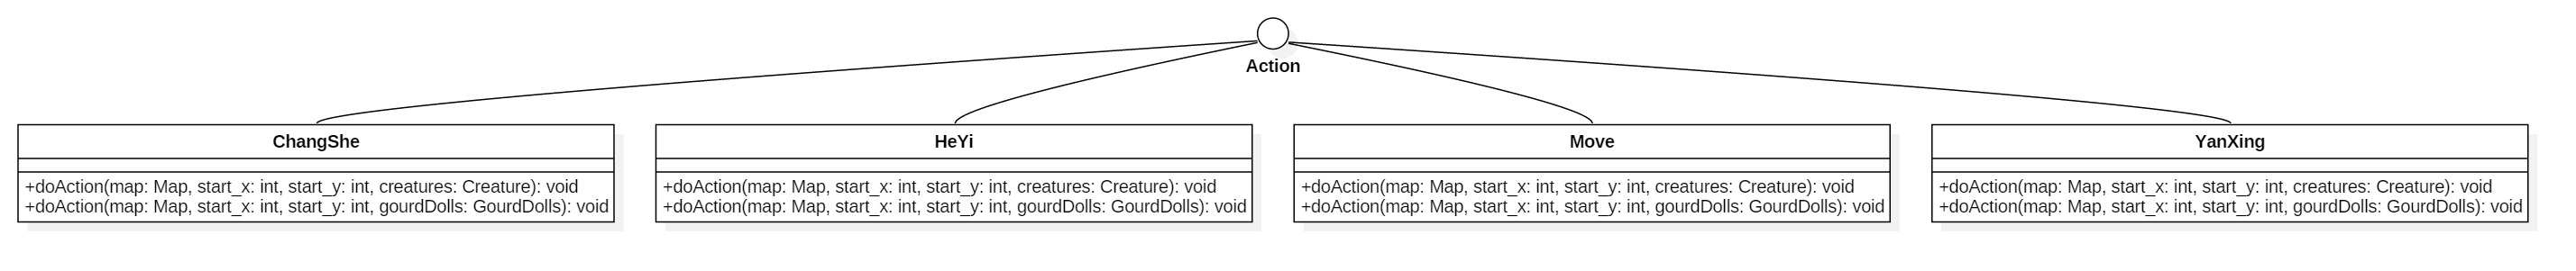 Action
ChangShe
+doAction(map: Map, start_x: int, start_y: int, creatures: Creature): void
+doAction(map: Map, start_x: int, start_y: int, gourdDolls: GourdDolls): void
HeYi
+doAction(map: Map, start_x: int, start_y: int, creatures: Creature): void
+doAction(map: Map, start_x: int, start_y: int, gourdDolls: GourdDolls): void
Move
+doAction(map: Map, start_x: int, start_y: int, creatures: Creature): void
+doAction(map: Map, start_x: int, start_y: int, gourdDolls: GourdDolls): void
YanXing
+doAction(map: Map, start_x: int, start_y: int, creatures: Creature): void
+doAction(map: Map, start_x: int, start_y: int, gourdDolls: GourdDolls): void